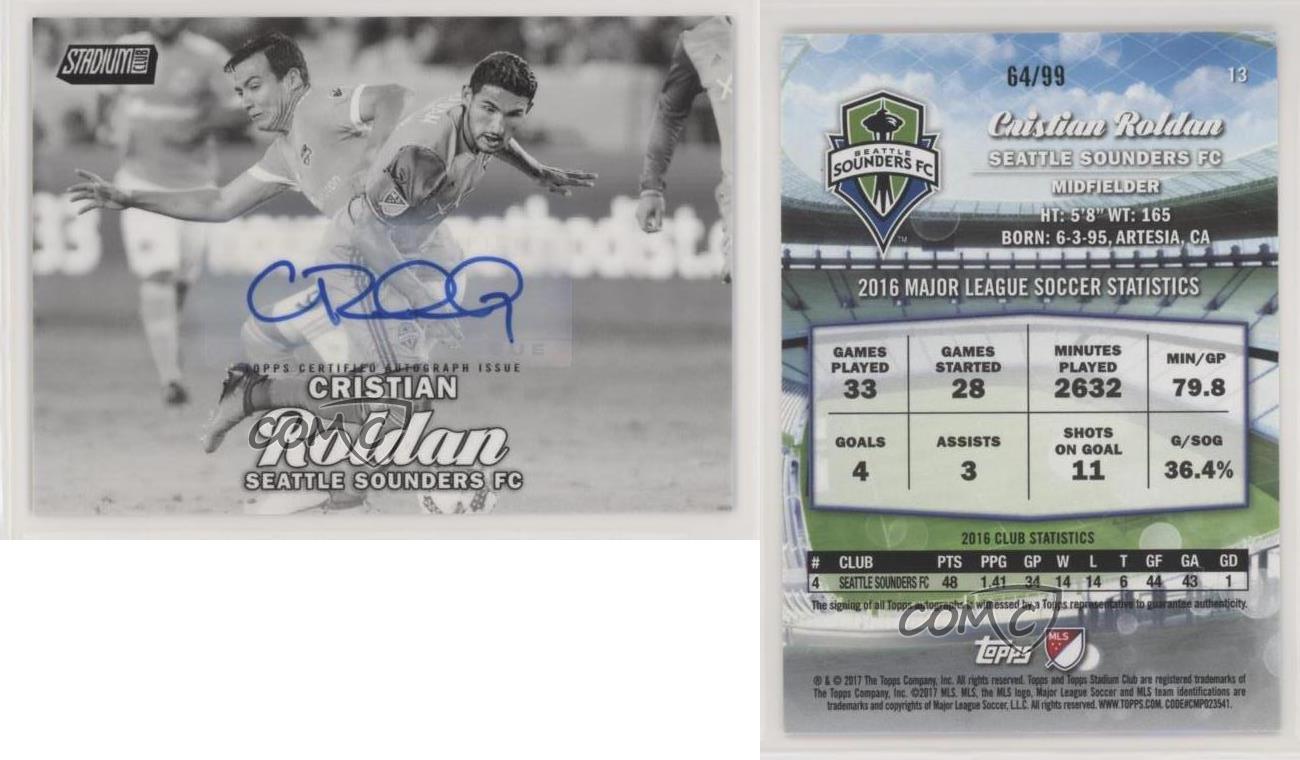 STADIUM CLUB
TOPPS CERTIFIED AUTOGRAPH ISSUE
CRISTIAN
Roldan
SEATTLE SOUNDERS FC
COMC
64/99
13
SEATTLE
SOUNDERS FC
TM
Cristian Roldan
SEATTLE SOUNDERS FC
MIDFIELDER
HT: 5'8" WT: 165
BORN: 6-3-95, ARTESIA, CA
2016 MAJOR LEAGUE SOCCER STATISTICS
GAMES PLAYED 33
GAMES STARTED 28
MINUTES PLAYED 2632
MIN/GP 79.8
GOALS 4
ASSISTS 3
SHOTS ON GOAL 11
G/SOG 36.4%
2016 CLUB STATISTICS
# CLUB PTS PPG GP W L T GF GA GD
4 SEATTLE SOUNDERS FC 48 1.41 34 14 14 6 44 43 1
The signing of all Topps autographs is witnessed by a Topps representative to guarantee authenticity.
COMC
topps MLS
® & © 2017 The Topps Company, Inc. All rights reserved. Topps and Topps Stadium Club are registered trademarks of
The Topps Company, Inc. ©2017 MLS. MLS, the MLS logo, Major League Soccer and MLS team identifications are
trademarks and copyrights of Major League Soccer, L.L.C. All rights reserved. WWW.TOPPS.COM. CODE#CMP023541.